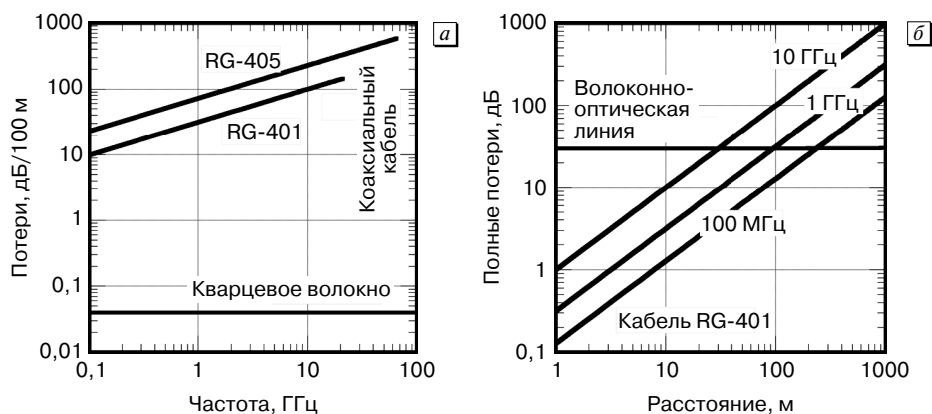 а
Потери, дБ/100 м
1000
100
10
1
0,1
0,01
RG-405
RG-401
Коаксиальный
кабель
Кварцевое волокно
0,1
1
10
100
Частота, ГГц
б
Полные потери, дБ
1000
100
10
1
0,1
10 ГГц
Волоконно-
оптическая
линия
1 ГГц
100 МГц
Кабель RG-401
1
10
100
1000
Расстояние, м